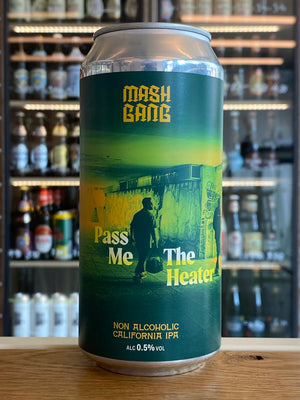 MASH
GANG
Pass
Me
The
Heater
NON ALCOHOLIC
CALIFORNIA IPA
ALC 0.5% VOL